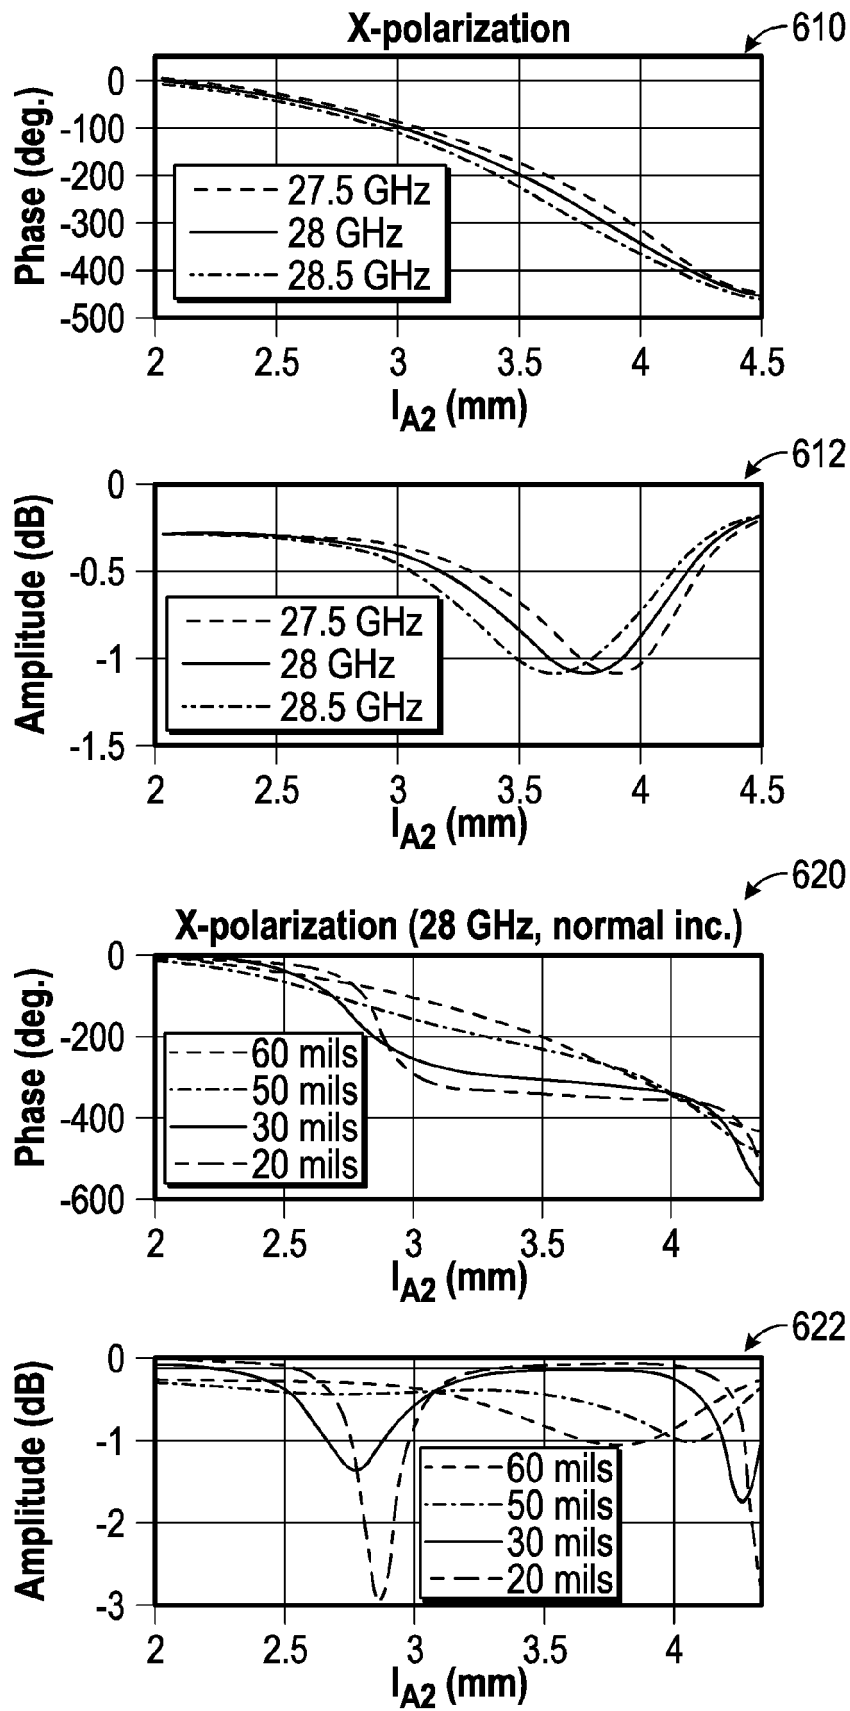 X-polarization
610
Phase (deg.)
0
-100
-200
-300
-400
-500
27.5 GHz
28 GHz
28.5 GHz
2 2.5 3 3.5 4 4.5
lA2 (mm)
612
Amplitude (dB)
0
-0.5
-1
-1.5
27.5 GHz
28 GHz
28.5 GHz
2 2.5 3 3.5 4 4.5
lA2 (mm)
620
X-polarization (28 GHz, normal inc.)
Phase (deg.)
0
-200
-400
-600
60 mils
50 mils
30 mils
20 mils
2 2.5 3 3.5 4
lA2 (mm)
622
Amplitude (dB)
0
-1
-2
-3
60 mils
50 mils
30 mils
20 mils
2 2.5 3 3.5 4
lA2 (mm)